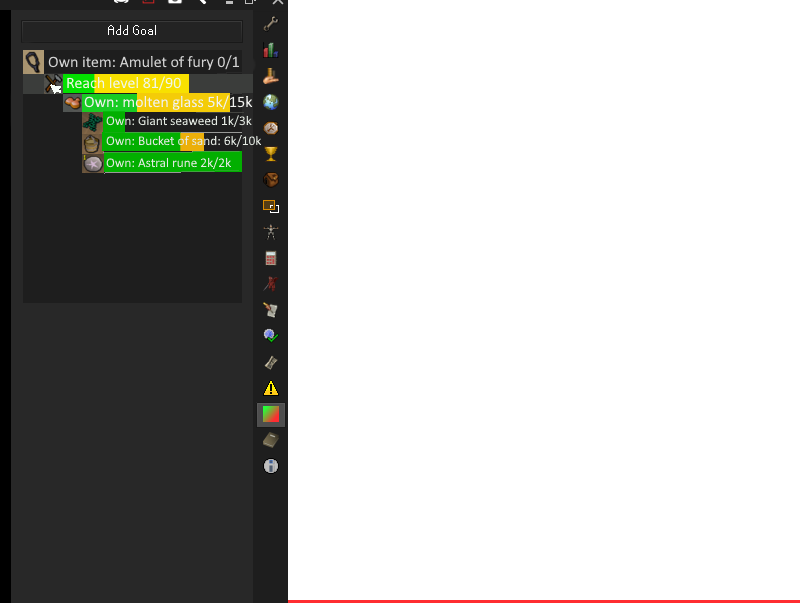 Add Goal
Own item: Amulet of fury 0/1
Reach level 81/90
Own: molten glass 5k/15k
Own: Giant seaweed 1k/3k
Own: Bucket of sand: 6k/10k
Own: Astral rune 2k/2k